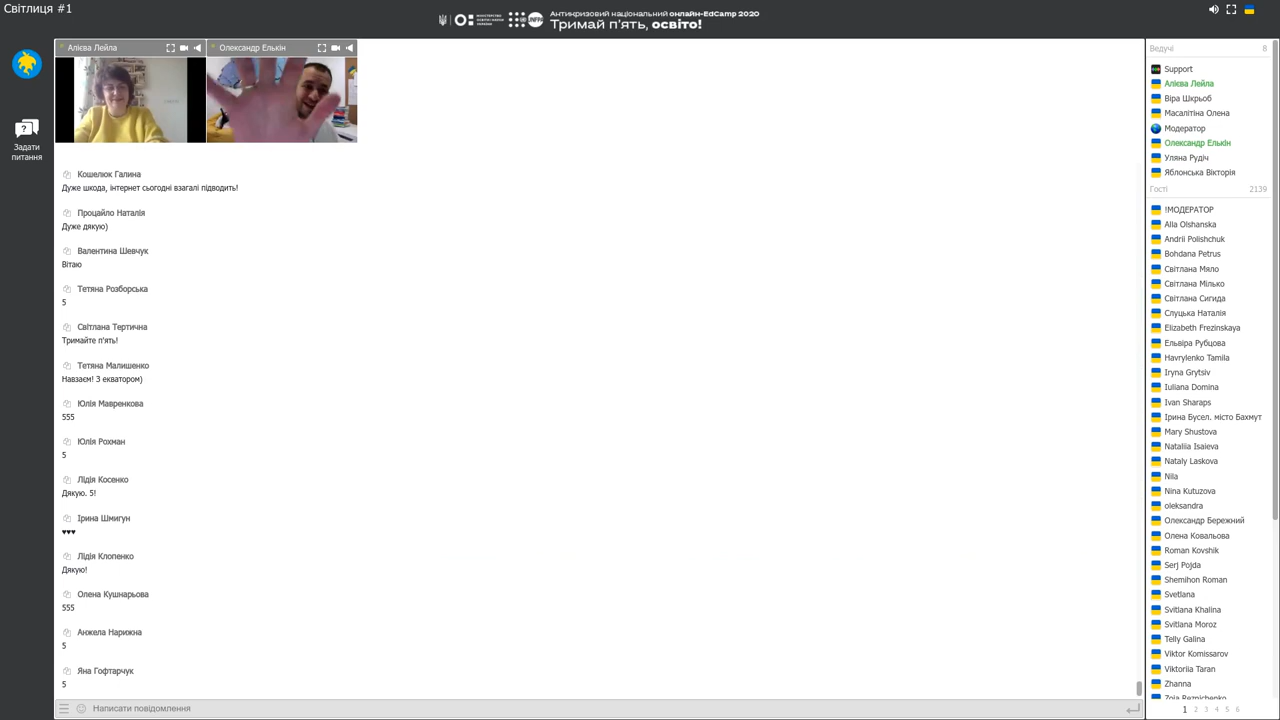 Світлиця #1
МІНІСТЕРСТВО
ОСВІТИ І НАУКИ
УКРАЇНИ
Антикризовий національний онлайн-EdCamp 2020
Тримай п'ять, освіто!
Задати
питання
Алієва Лейла
Олександр Елькін
Кошелюк Галина
Дуже шкода, інтернет сьогодні взагалі підводить!
Процайло Наталія
Дуже дякую)
Валентина Шевчук
Вітаю
Тетяна Розборська
5
Світлана Тертична
Тримайте п'ять!
Тетяна Малишенко
Навзаєм! З екватором)
Юлія Мавренкова
555
Юлія Рохман
5
Лідія Косенко
Дякую. 5!
Ірина Шмигун
♥♥♥
Лідія Клопенко
Дякую!
Олена Кушнарьова
555
Анжела Нарижна
5
Яна Гофтарчук
5
Написати повідомлення
Ведучі 8
Support
Алієва Лейла
Віра Шкрьоб
Масалітіна Олена
Модератор
Олександр Елькін
Уляна Рудіч
Яблонська Вікторія
Гості 2139
!МОДЕРАТОР
Alla Olshanska
Andrii Polishchuk
Bohdana Petrus
Світлана Мяло
Світлана Мілько
Світлана Сигида
Слуцька Наталія
Elizabeth Frezinskaya
Ельвіра Рубцова
Havrylenko Tamila
Iryna Grytsiv
Iuliana Domina
Ivan Sharaps
Ірина Бусел. місто Бахмут
Mary Shustova
Nataliia Isaieva
Nataly Laskova
Nila
Nina Kutuzova
oleksandra
Олександр Бережний
Олена Ковальова
Roman Kovshik
Serj Pojda
Shemihon Roman
Svetlana
Svitlana Khalina
Svitlana Moroz
Telly Galina
Viktor Komissarov
Viktoriia Taran
Zhanna
Zoia Reznichenko
1 2 3 4 5 6